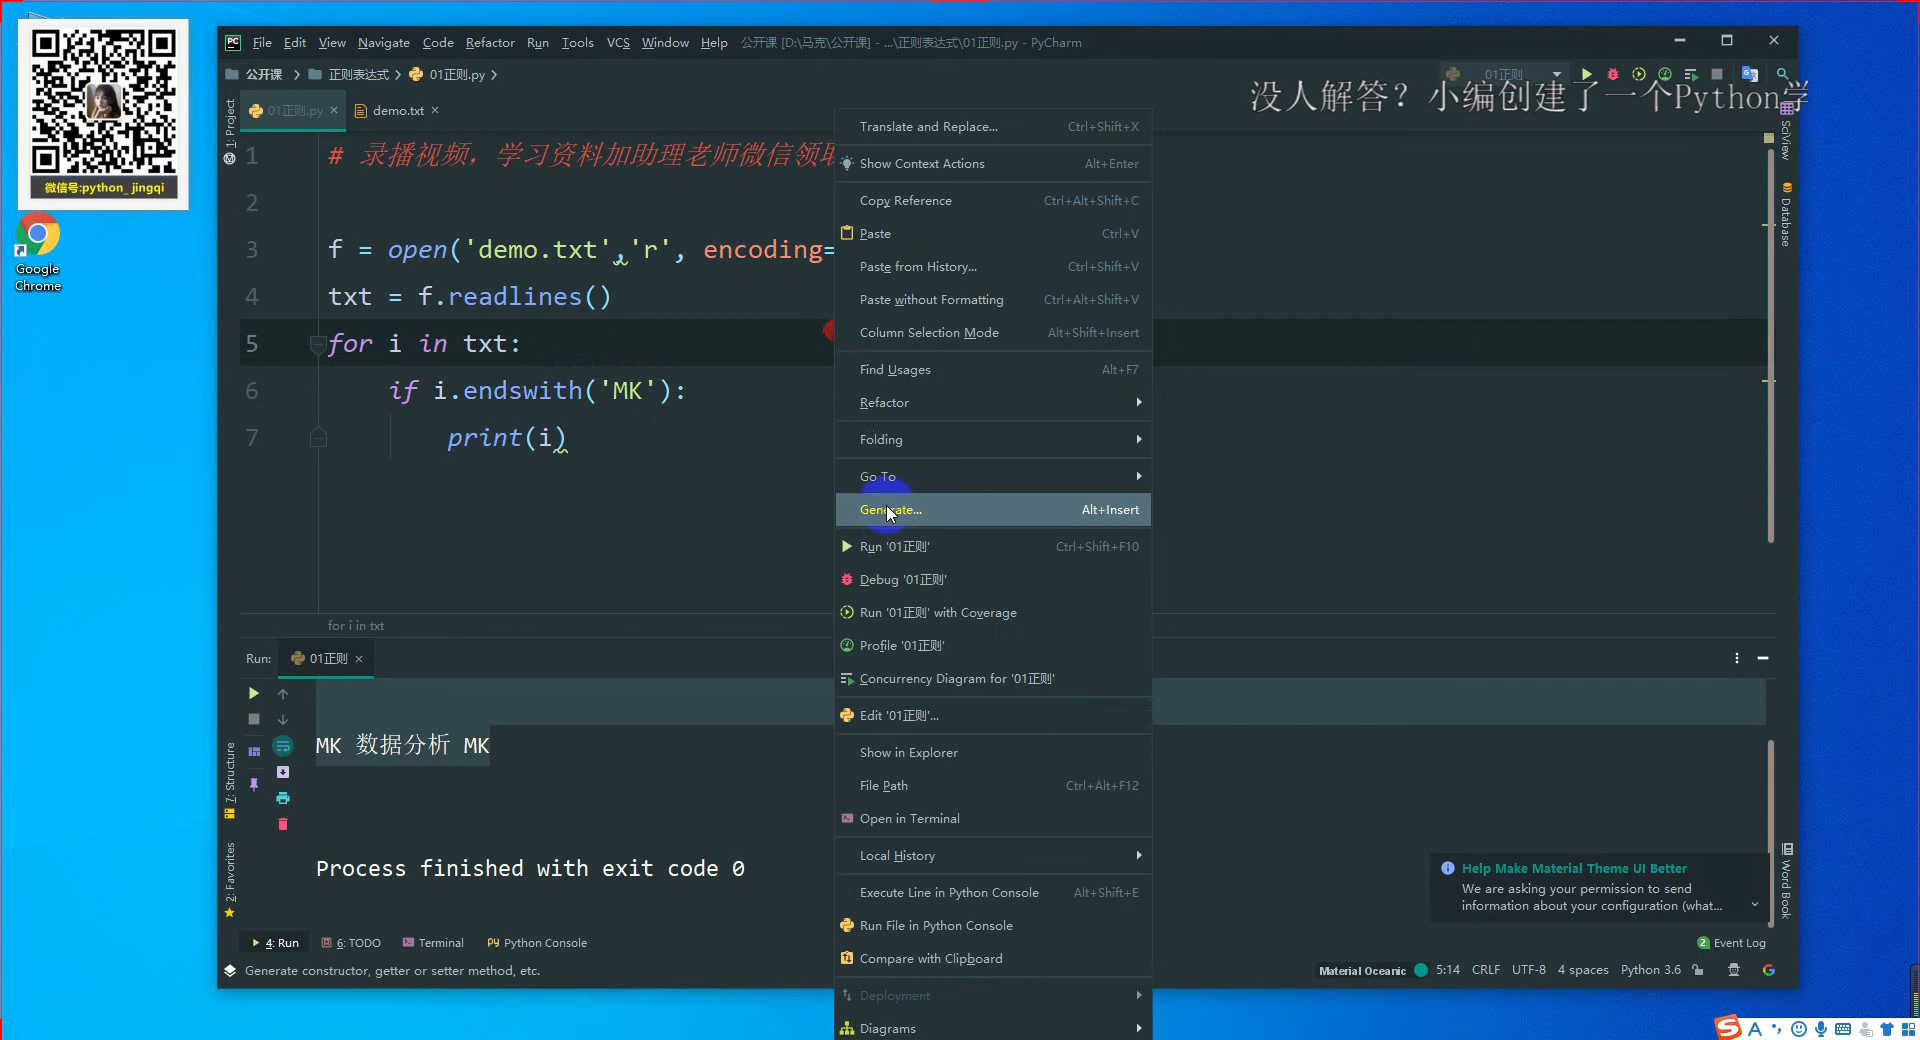 微信号:python_jingqi
Google
Chrome
File Edit View Navigate Code Refactor Run Tools VCS Window Help 公开课 [D:\马克\公开课] - ...\正则表达式\01正则.py - PyCharm
公开课 正则表达式 01正则.py
01正则
没人解答？小编创建了一个Python学
1: Project
01正则.py
demo.txt
SciView
Database
1 # 录播视频，学习资料加助理老师微信领取
2
3 f = open('demo.txt','r', encoding=
4 txt = f.readlines()
5 for i in txt:
6 if i.endswith('MK'):
7 print(i)
for i in txt
Translate and Replace... Ctrl+Shift+X
Show Context Actions Alt+Enter
Copy Reference Ctrl+Alt+Shift+C
Paste Ctrl+V
Paste from History... Ctrl+Shift+V
Paste without Formatting Ctrl+Alt+Shift+V
Column Selection Mode Alt+Shift+Insert
Find Usages Alt+F7
Refactor
Folding
Go To
Generate... Alt+Insert
Run '01正则' Ctrl+Shift+F10
Debug '01正则'
Run '01正则' with Coverage
Profile '01正则'
Concurrency Diagram for '01正则'
Edit '01正则'...
Show in Explorer
File Path Ctrl+Alt+F12
Open in Terminal
Local History
Execute Line in Python Console Alt+Shift+E
Run File in Python Console
Compare with Clipboard
Deployment
Diagrams
Run: 01正则
MK 数据分析 MK
Process finished with exit code 0
7: Structure
2: Favorites
Word Book
Help Make Material Theme UI Better
We are asking your permission to send
information about your configuration (what...
4: Run 6: TODO Terminal Python Console
2 Event Log
Generate constructor, getter or setter method, etc.
Material Oceanic 5:14 CRLF UTF-8 4 spaces Python 3.6